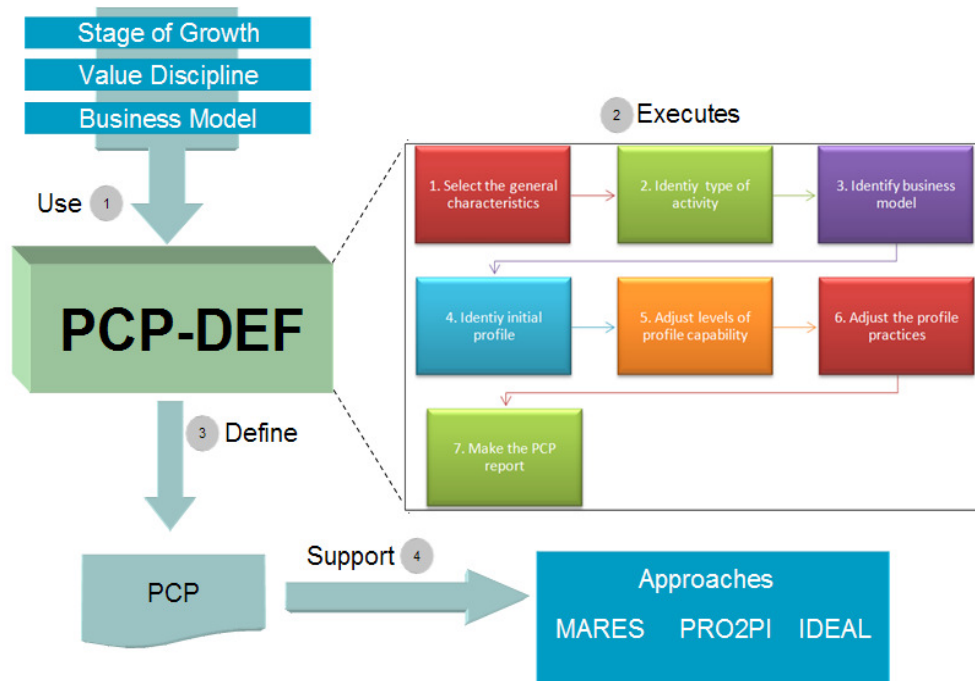 Stage of Growth
Value Discipline
Business Model
Use 1
2 Executes
1. Select the general
characteristics
2. Identiy type of
activity
3. Identify business
model
4. Identiy initial
profile
5. Adjust levels of
profile capability
6. Adjust the profile
practices
7. Make the PCP
report
PCP-DEF
3 Define
PCP
Support 4
Approaches
MARES PRO2PI IDEAL